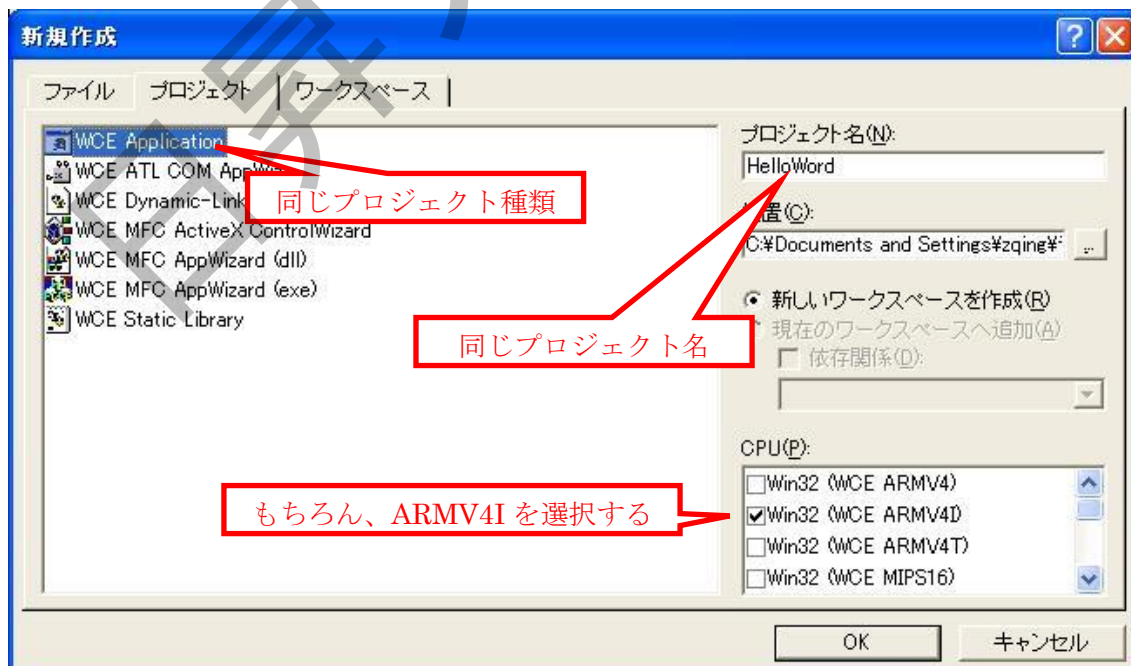 新規作成
ファイル プロジェクト ワークスペース
WCE Application
WCE ATL COM
同じプロジェクト種類
WCE Dynamic-Link
WCE MFC ActiveX ControlWizard
WCE MFC AppWizard (dll)
WCE MFC AppWizard (exe)
WCE Static Library
プロジェクト名(N):
HelloWord
置(C):
C:¥Documents and Settings¥zqing¥
...
新しいワークスペースを作成(R)
現在のワークスペースへ追加(A)
依存関係(D):
同じプロジェクト名
CPU(P):
Win32 (WCE ARMV4)
Win32 (WCE ARMV4I)
Win32 (WCE ARMV4T)
Win32 (WCE MIPS16)
もちろん、ARMV4I を選択する
OK キャンセル